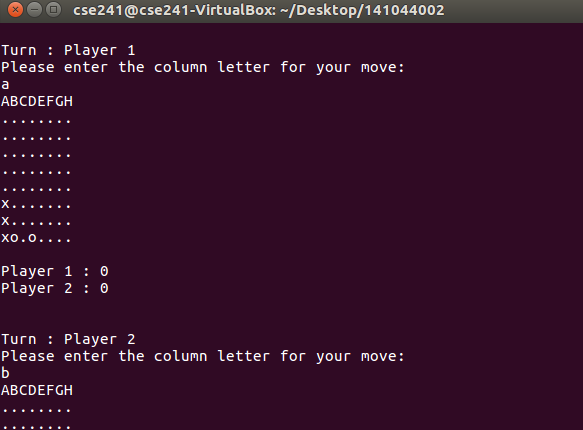 cse241@cse241-VirtualBox: ~/Desktop/141044002
Turn : Player 1
Please enter the column letter for your move:
a
ABCDEFGH
........
........
........
........
........
x.......
x.......
xo.o....
Player 1 : 0
Player 2 : 0
Turn : Player 2
Please enter the column letter for your move:
b
ABCDEFGH
........
........